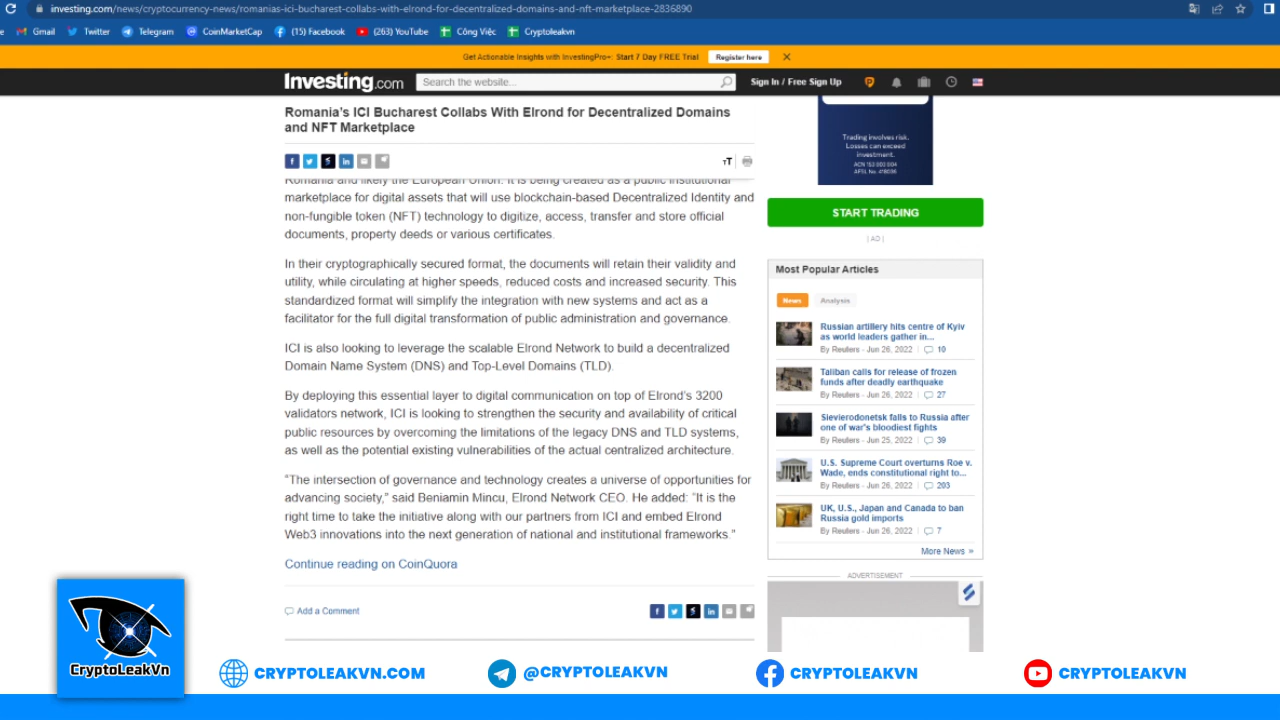 investing.com/news/cryptocurrency-news/romanias-ici-bucharest-collabs-with-elrond-for-decentralized-domains-and-nft-marketplace-2836890
Gmail
Twitter
Telegram
CoinMarketCap
(15) Facebook
(263) YouTube
Công Việc
Cryptoleakvn
Get Actionable Insights with InvestingPro+: Start 7 Day FREE Trial
Register here
Investing.com
Search the website...
Sign In / Free Sign Up
Romania's ICI Bucharest Collabs With Elrond for Decentralized Domains
and NFT Marketplace
Romania and likely the European Union. It is being created as a public institutional
marketplace for digital assets that will use blockchain-based Decentralized Identity and
non-fungible token (NFT) technology to digitize, access, transfer and store official
documents, property deeds or various certificates.
In their cryptographically secured format, the documents will retain their validity and
utility, while circulating at higher speeds, reduced costs and increased security. This
standardized format will simplify the integration with new systems and act as a
facilitator for the full digital transformation of public administration and governance.
ICI is also looking to leverage the scalable Elrond Network to build a decentralized
Domain Name System (DNS) and Top-Level Domains (TLD).
By deploying this essential layer to digital communication on top of Elrond's 3200
validators network, ICI is looking to strengthen the security and availability of critical
public resources by overcoming the limitations of the legacy DNS and TLD systems,
as well as the potential existing vulnerabilities of the actual centralized architecture.
"The intersection of governance and technology creates a universe of opportunities for
advancing society," said Beniamin Mincu, Elrond Network CEO. He added: "It is the
right time to take the initiative along with our partners from ICI and embed Elrond
Web3 innovations into the next generation of national and institutional frameworks."
Continue reading on CoinQuora
Add a Comment
Trading involves risk.
Losses can exceed
investment.
START TRADING
| AD |
Most Popular Articles
News
Analysis
Russian artillery hits centre of Kyiv
as world leaders gather in...
By Reuters - Jun 26, 2022 | 10
Taliban calls for release of frozen
funds after deadly earthquake
By Reuters - Jun 26, 2022 | 27
Sievierodonetsk falls to Russia after
one of war's bloodiest fights
By Reuters - Jun 25, 2022 | 39
U.S. Supreme Court overturns Roe v.
Wade, ends constitutional right to...
By Reuters - Jun 26, 2022 | 203
UK, U.S., Japan and Canada to ban
Russia gold imports
By Reuters - Jun 26, 2022 | 7
More News »
ADVERTISEMENT
CryptoLeakVn
CRYPTOLEAKVN.COM
@CRYPTOLEAKVN
CRYPTOLEAKVN
CRYPTOLEAKVN